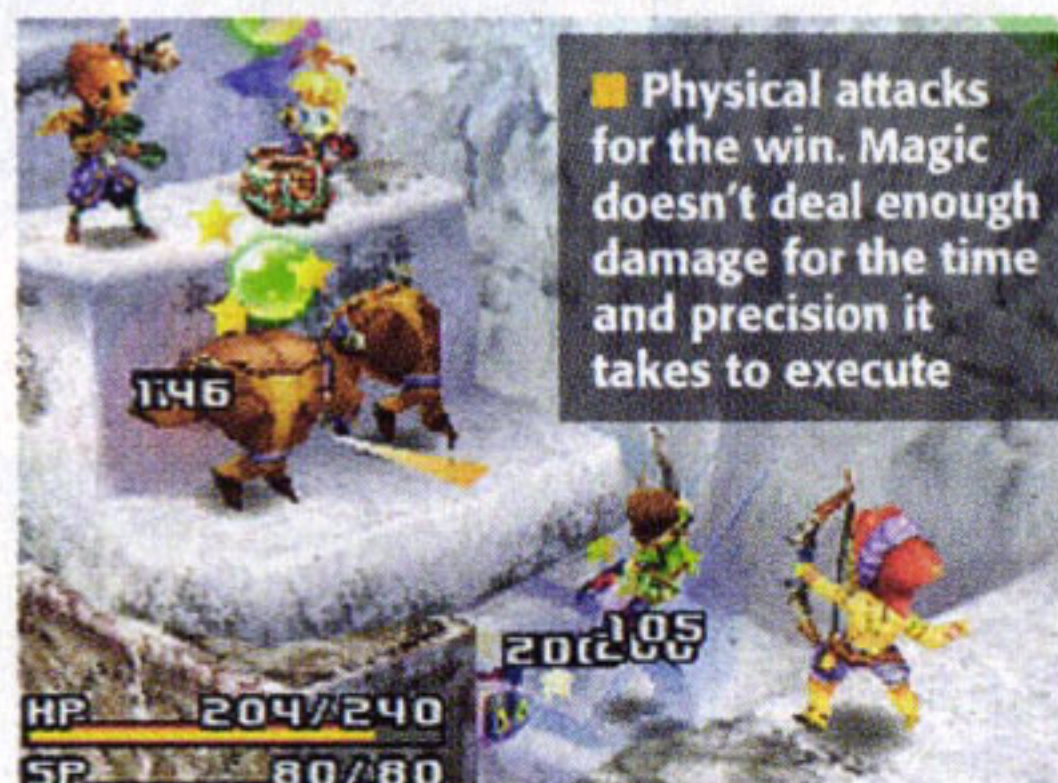 ■ Physical attacks
for the win. Magic
doesn't deal enough
damage for the time
and precision it
takes to execute
105
HP 204/240
SP 80/80